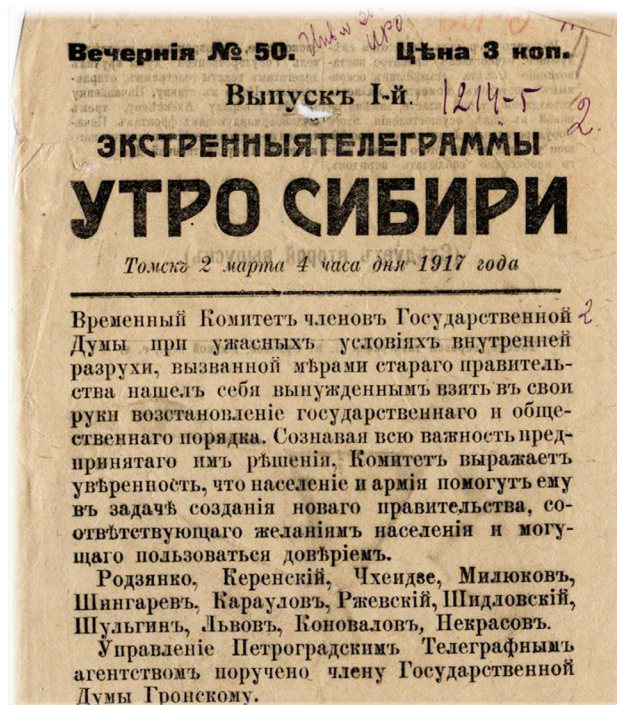 Вечернія № 50. Цѣна 3 коп.
Выпускъ I-й. 1214-5
2.
ЭКСТРЕННЫЯ ТЕЛЕГРАММЫ
УТРО СИБИРИ
Томскъ 2 марта 4 часа дня 1917 года
Временный Комитетъ членовъ Государственной 2
Думы при ужасныхъ условіяхъ внутренней
разрухи, вызванной мѣрами стараго правитель-
ства нашелъ себя вынужденнымъ взять въ свои
руки возстановленіе государственнаго и обще-
ственнаго порядка. Сознавая всю важность пред-
принятаго имъ рѣшенія, Комитетъ выражаетъ
увѣренность, что населеніе и армія помогутъ ему
въ задачѣ созданія новаго правительства, со-
отвѣтствующаго желаніямъ населенія и могу-
щаго пользоваться довѣріемъ.
Родзянко, Керенскій, Чхеидзе, Милюковъ,
Шингаревъ, Карауловъ, Ржевскій, Шидловскій,
Шульгинъ, Львовъ, Коноваловъ, Некрасовъ.
Управленіе Петроградскимъ Телеграфнымъ
агентствомъ поручено члену Государственной
Думы Гронскому.